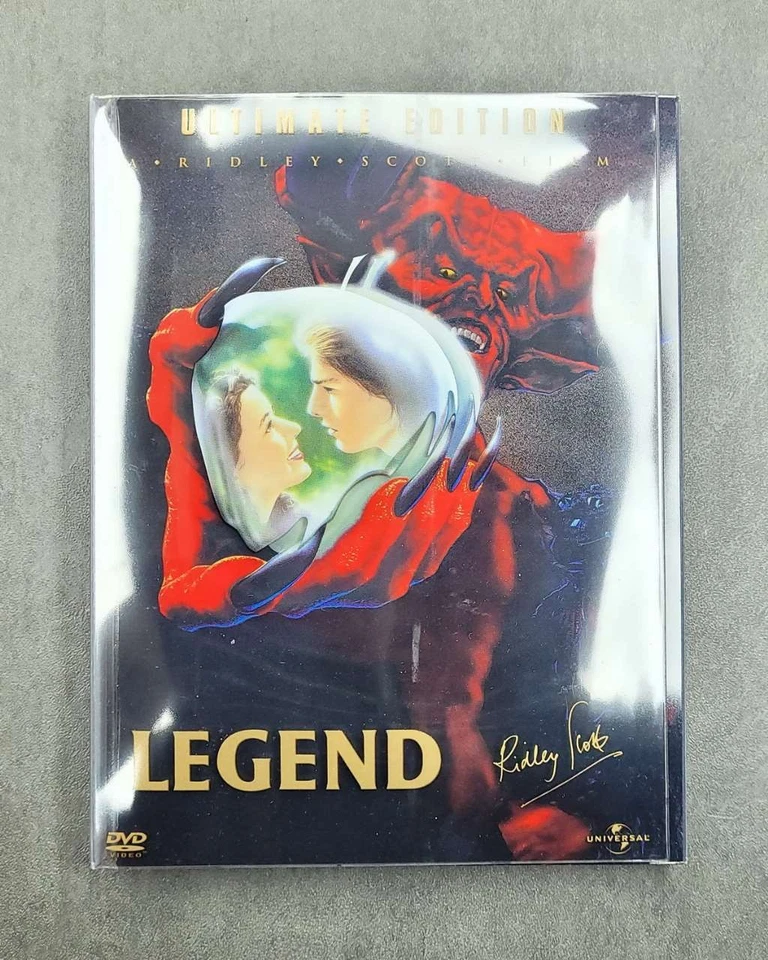 ULTIMATE EDITION
A • RIDLEY • SCOTT • FILM
LEGEND
Ridley Scott
DVD
VIDEO
UNIVERSAL